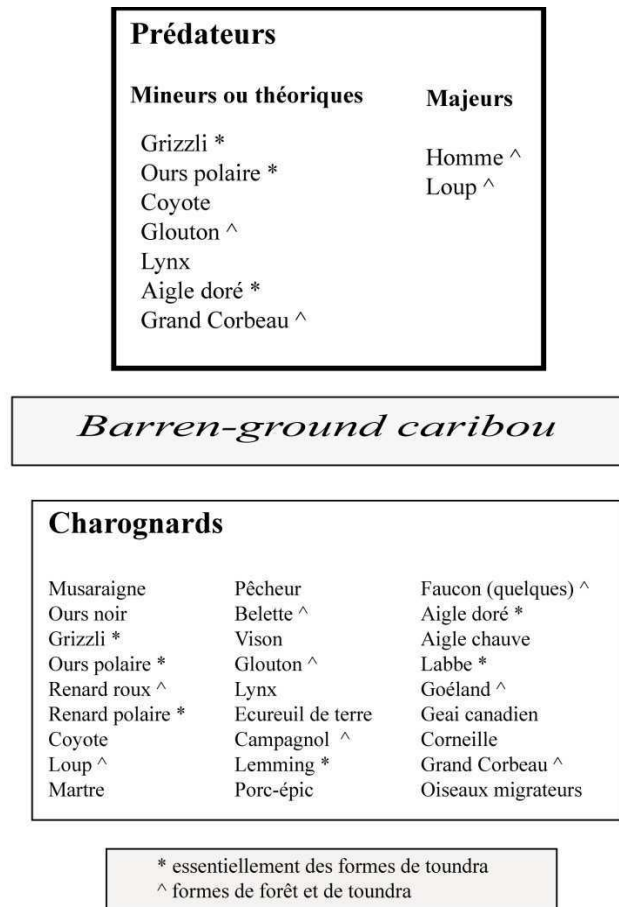 Prédateurs
Mineurs ou théoriques
Grizzli *
Ours polaire *
Coyote
Glouton ^
Lynx
Aigle doré *
Grand Corbeau ^
Majeurs
Homme ^
Loup ^
Barren-ground caribou
Charognards
Musaraigne
Ours noir
Grizzli *
Ours polaire *
Renard roux ^
Renard polaire *
Coyote
Loup ^
Martre
Pêcheur
Belette ^
Vison
Glouton ^
Lynx
Ecureuil de terre
Campagnol ^
Lemming *
Porc-épic
Faucon (quelques) ^
Aigle doré *
Aigle chauve
Labbe *
Goéland ^
Geai canadien
Corneille
Grand Corbeau ^
Oiseaux migrateurs
* essentiellement des formes de toundra
^ formes de forêt et de toundra